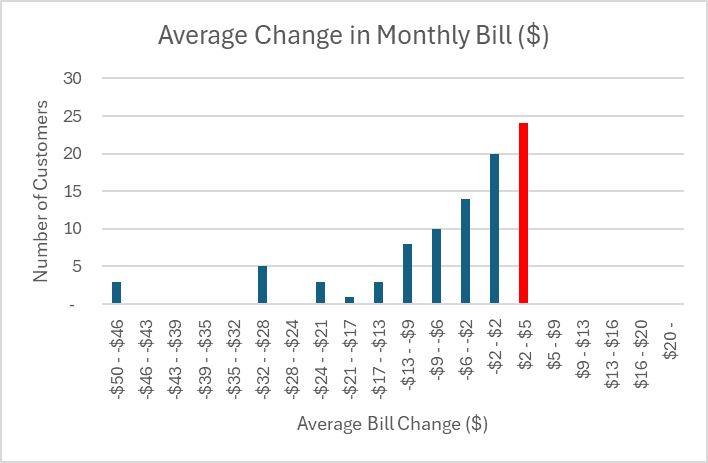 Average Change in Monthly Bill ($)
30
25
20
15
10
5
-
Number of Customers
-$50 - -$46
-$46 - -$43
-$43 - -$39
-$39 - -$35
-$35 - -$32
-$32 - -$28
-$28 - -$24
-$24 - -$21
-$21 - -$17
-$17 - -$13
-$13 - -$9
-$9 - -$6
-$6 - -$2
-$2 - $2
$2 - $5
$5 - $9
$9 - $13
$13 - $16
$16 - $20
$20 -
Average Bill Change ($)